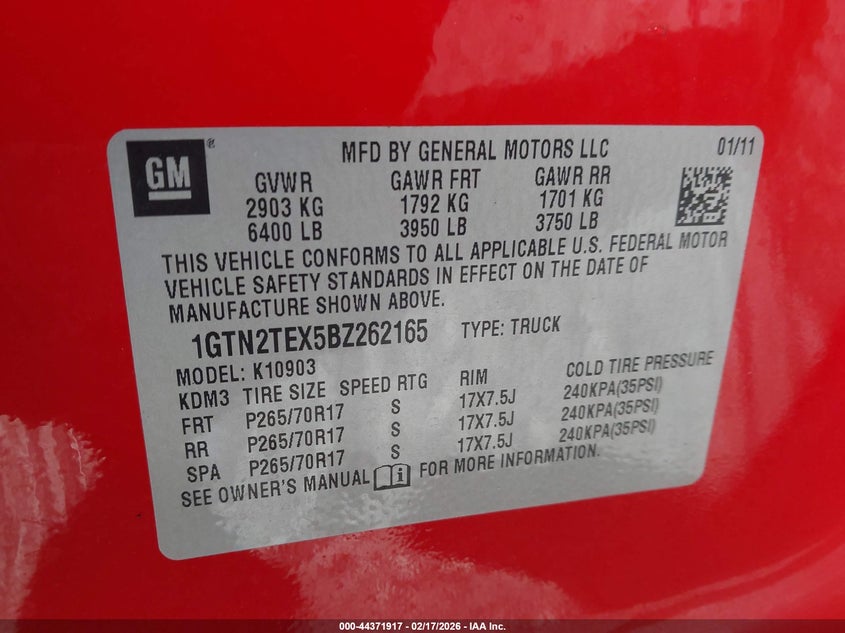 GM®
MFD BY GENERAL MOTORS LLC 01/11
GVWR GAWR FRT GAWR RR
2903 KG 1792 KG 1701 KG
6400 LB 3950 LB 3750 LB
THIS VEHICLE CONFORMS TO ALL APPLICABLE U.S. FEDERAL MOTOR
VEHICLE SAFETY STANDARDS IN EFFECT ON THE DATE OF
MANUFACTURE SHOWN ABOVE.
1GTN2TEX5BZ262165 TYPE: TRUCK
MODEL: K10903
KDM3 TIRE SIZE SPEED RTG RIM COLD TIRE PRESSURE
FRT P265/70R17 S 17X7.5J 240KPA(35PSI)
RR P265/70R17 S 17X7.5J 240KPA(35PSI)
SPA P265/70R17 S 17X7.5J 240KPA(35PSI)
SEE OWNER'S MANUAL i FOR MORE INFORMATION.
000-44371917 - 02/17/2026 - IAA Inc.